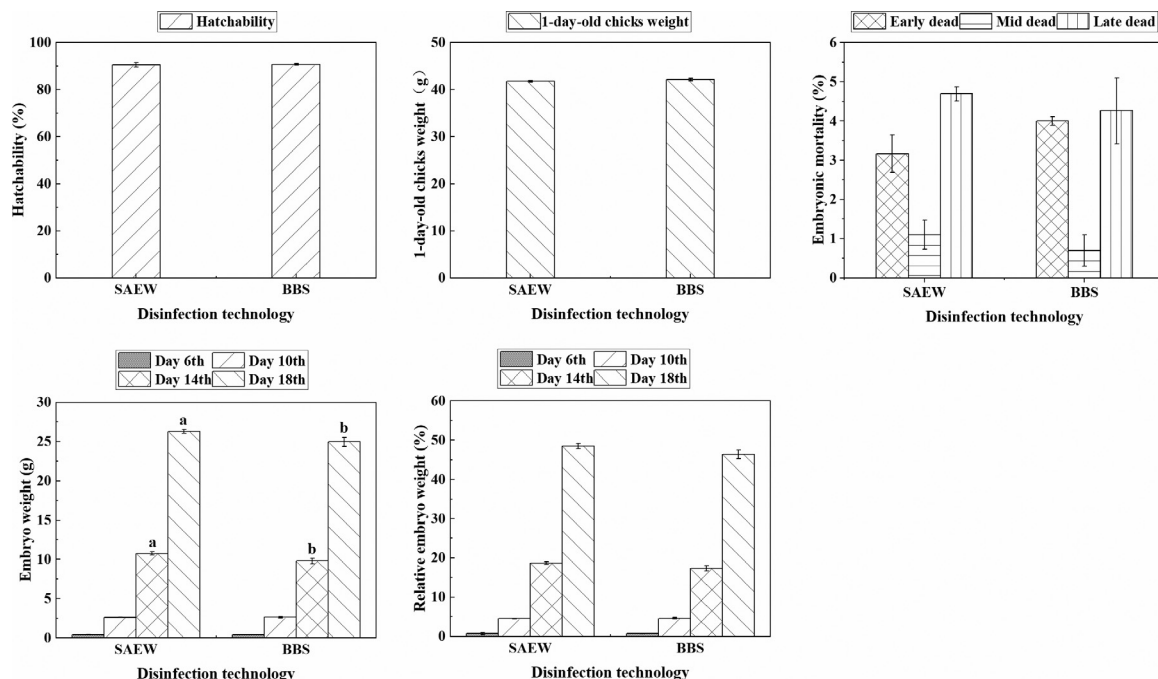 Hatchability
Hatchability (%)
100
80
60
40
20
0
SAEW BBS
Disinfection technology
1-day-old chicks weight
1-day-old chicks weight（g）
50
40
30
20
10
0
SAEW BBS
Disinfection technology
Early dead Mid dead Late dead
Embryonic mortality (%)
6
5
4
3
2
1
0
SAEW BBS
Disinfection technology
Day 6th Day 10th
Day 14th Day 18th
Embryo weight (g)
30
25
20
15
10
5
0
a
a
b
b
SAEW BBS
Disinfection technology
Day 6th Day 10th
Day 14th Day 18th
Relative embryo weight (%)
60
50
40
30
20
10
0
SAEW BBS
Disinfection technology